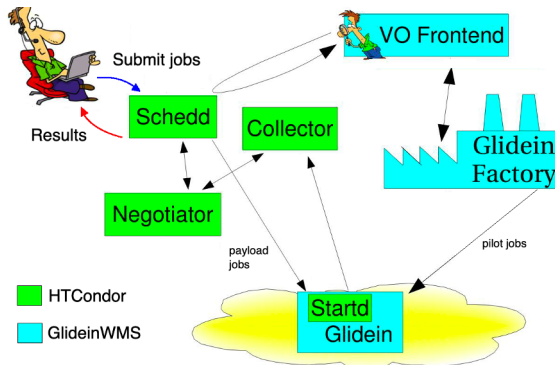 Submit jobs
VO Frontend
Schedd
Results
Collector
Glidein
Factory
Negotiator
payload
jobs
pilot jobs
HTCondor
Startd
Glidein
GlideinWMS